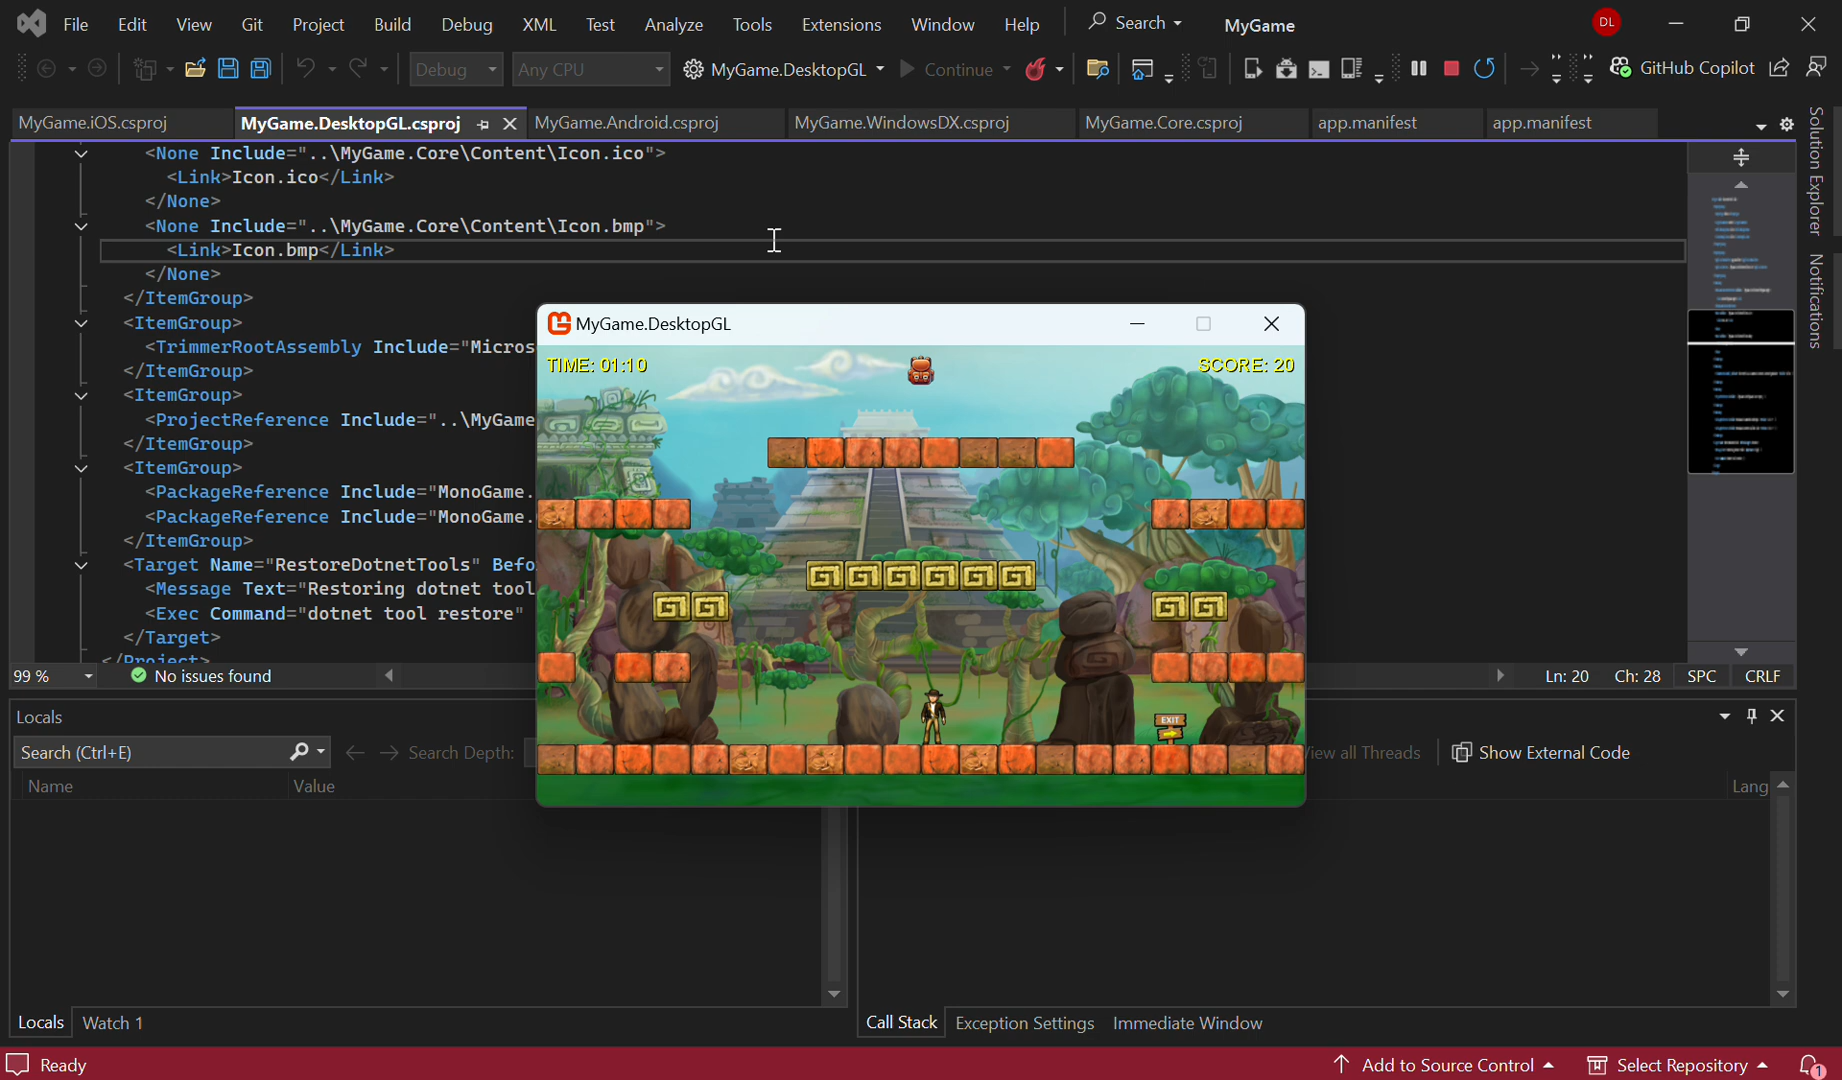 File Edit View Git Project Build Debug XML Test Analyze Tools Extensions Window Help Search MyGame DL
Debug Any CPU MyGame.DesktopGL Continue GitHub Copilot
MyGame.iOS.csproj MyGame.DesktopGL.csproj MyGame.Android.csproj MyGame.WindowsDX.csproj MyGame.Core.csproj app.manifest app.manifest
<None Include="..\MyGame.Core\Content\Icon.ico">
<Link>Icon.ico</Link>
</None>
<None Include="..\MyGame.Core\Content\Icon.bmp">
<Link>Icon.bmp</Link>
</None>
</ItemGroup>
<ItemGroup>
<TrimmerRootAssembly Include="Micros
</ItemGroup>
<ItemGroup>
<ProjectReference Include="..\MyGame
</ItemGroup>
<ItemGroup>
<PackageReference Include="MonoGame.
<PackageReference Include="MonoGame.
</ItemGroup>
<Target Name="RestoreDotnetTools" Befo
<Message Text="Restoring dotnet tool
<Exec Command="dotnet tool restore"
</Target>
</Project>
MyGame.DesktopGL
TIME: 01:10 SCORE: 20
EXIT
Solution Explorer
Notifications
99 % No issues found Ln: 20 Ch: 28 SPC CRLF
Locals
Search (Ctrl+E) Search Depth: View all Threads Show External Code
Name Value Lang
Locals Watch 1 Call Stack Exception Settings Immediate Window
Ready Add to Source Control Select Repository 1